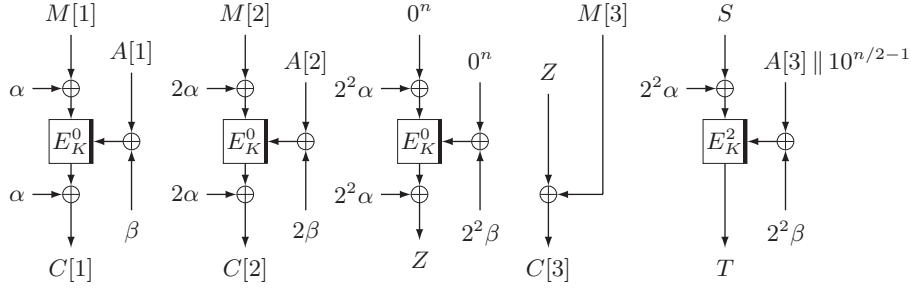 M[1] M[2] 0^n M[3] S
A[1] A[2] 0^n Z A[3] ∥ 10^{n/2−1}
α 2α 2^2α 2^2α
E_K^0 E_K^0 E_K^0 E_K^2
α 2α 2^2α
β 2β 2^2β 2^2β
C[1] C[2] Z C[3] T